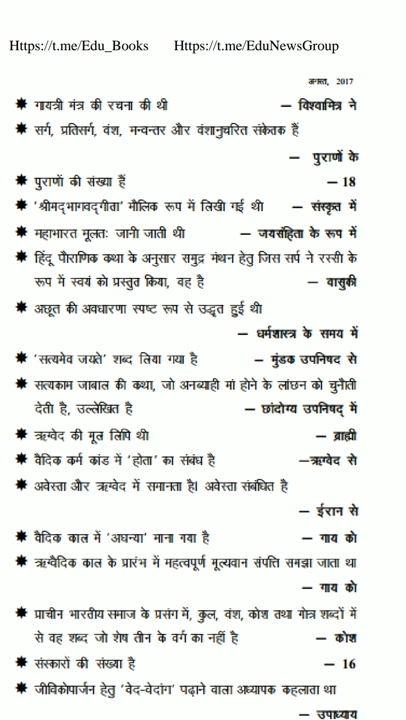 Https://t.me/Edu_Books Https://t.me/EduNewsGroup
अगस्त, 2017
✸ गायत्री मंत्र की रचना की थी — विश्वामित्र ने
✸ सर्ग, प्रतिसर्ग, वंश, मन्वन्तर और वंशानुचरित संकेतक हैं
— पुराणों के
✸ पुराणों की संख्या हैं — 18
✸ 'श्रीमद्भागवद्गीता' मौलिक रूप में लिखी गई थी — संस्कृत में
✸ महाभारत मूलतः जानी जाती थी — जयसंहिता के रूप में
✸ हिंदू पौराणिक कथा के अनुसार समुद्र मंथन हेतु जिस सर्प ने रस्सी के
रूप में स्वयं को प्रस्तुत किया, वह है — वासुकी
✸ अछूत की अवधारणा स्पष्ट रूप से उद्धृत हुई थी
— धर्मशास्त्र के समय में
✸ 'सत्यमेव जयते' शब्द लिया गया है — मुंडक उपनिषद से
✸ सत्यकाम जाबाल की कथा, जो अनब्याही मां होने के लांछन को चुनौती
देती है, उल्लेखित है — छांदोग्य उपनिषद् में
✸ ऋग्वेद की मूल लिपि थी — ब्राह्मी
✸ वैदिक कर्म कांड में 'होता' का संबंध है —ऋग्वेद से
✸ अवेस्ता और ऋग्वेद में समानता है। अवेस्ता संबंधित है
— ईरान से
✸ वैदिक काल में 'अघन्या' माना गया है — गाय को
✸ ऋग्वैदिक काल के प्रारंभ में महत्वपूर्ण मूल्यवान संपत्ति समझा जाता था
— गाय को
✸ प्राचीन भारतीय समाज के प्रसंग में, कुल, वंश, कोश तथा गोत्र शब्दों में
से वह शब्द जो शेष तीन के वर्ग का नहीं है — कोश
✸ संस्कारों की संख्या है — 16
✸ जीविकोपार्जन हेतु 'वेद-वेदांग' पढ़ाने वाला अध्यापक कहलाता था
— उपाध्याय